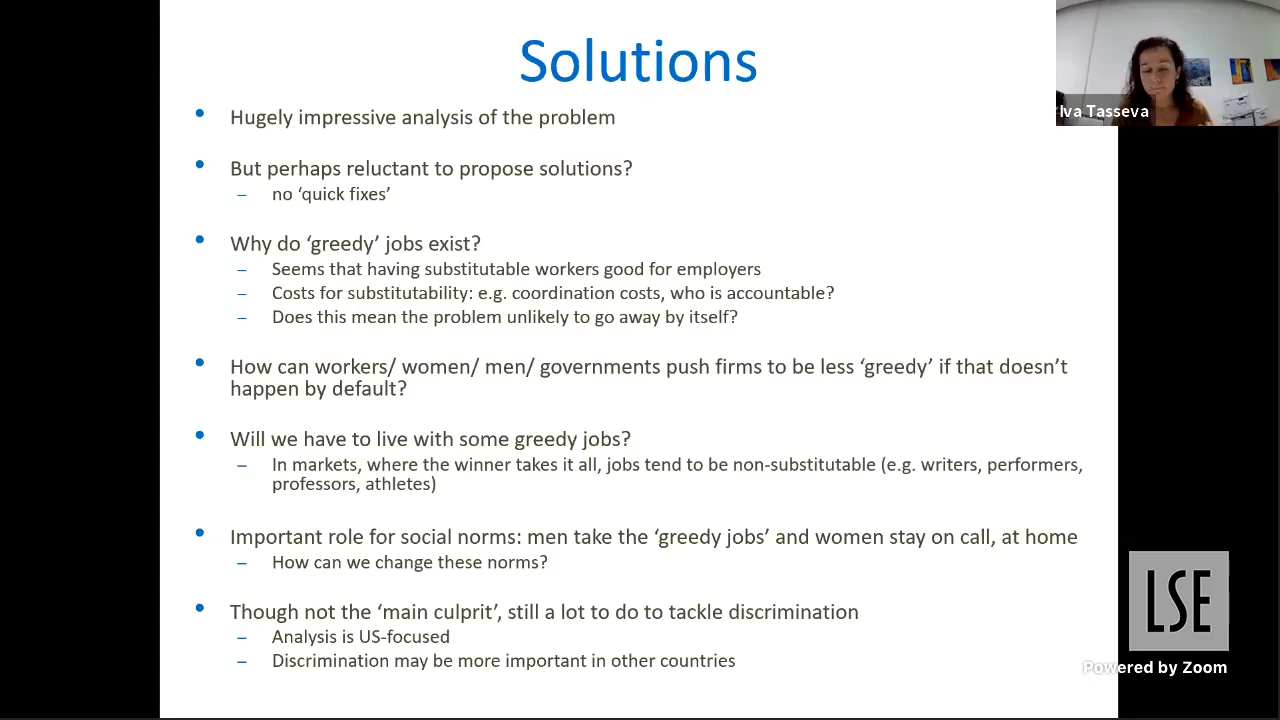 Solutions
• Hugely impressive analysis of the problem
• But perhaps reluctant to propose solutions?
– no ‘quick fixes’
• Why do ‘greedy’ jobs exist?
– Seems that having substitutable workers good for employers
– Costs for substitutability: e.g. coordination costs, who is accountable?
– Does this mean the problem unlikely to go away by itself?
• How can workers/ women/ men/ governments push firms to be less ‘greedy’ if that doesn’t
happen by default?
• Will we have to live with some greedy jobs?
– In markets, where the winner takes it all, jobs tend to be non-substitutable (e.g. writers, performers,
professors, athletes)
• Important role for social norms: men take the ‘greedy jobs’ and women stay on call, at home
– How can we change these norms?
• Though not the ‘main culprit’, still a lot to do to tackle discrimination
– Analysis is US-focused
– Discrimination may be more important in other countries
Iva Tasseva
LSE
Powered by Zoom